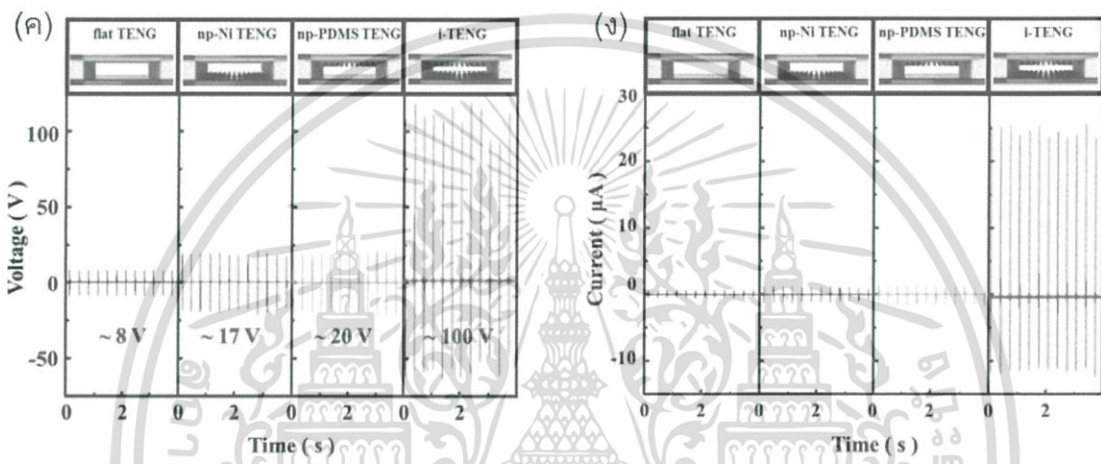 (ค)
flat TENG np-Ni TENG np-PDMS TENG i-TENG
100
50
0
-50
Voltage ( V )
~ 8 V ~ 17 V ~ 20 V ~ 100 V
0 2 0 2 0 2 0 2
Time ( s )
(ง)
flat TENG np-Ni TENG np-PDMS TENG i-TENG
30
20
10
0
-10
Current ( µA )
0 2 0 2 0 2 0 2
Time ( s )